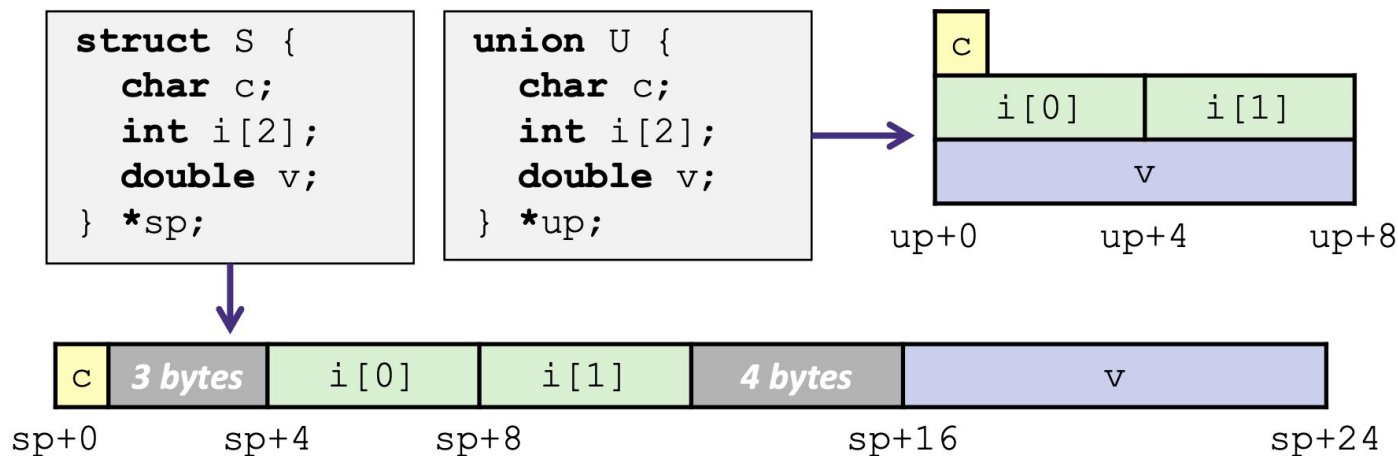 struct S {
char c;
int i[2];
double v;
} *sp;
union U {
char c;
int i[2];
double v;
} *up;
c
i[0] i[1]
v
up+0 up+4 up+8
c 3 bytes i[0] i[1] 4 bytes v
sp+0 sp+4 sp+8 sp+16 sp+24